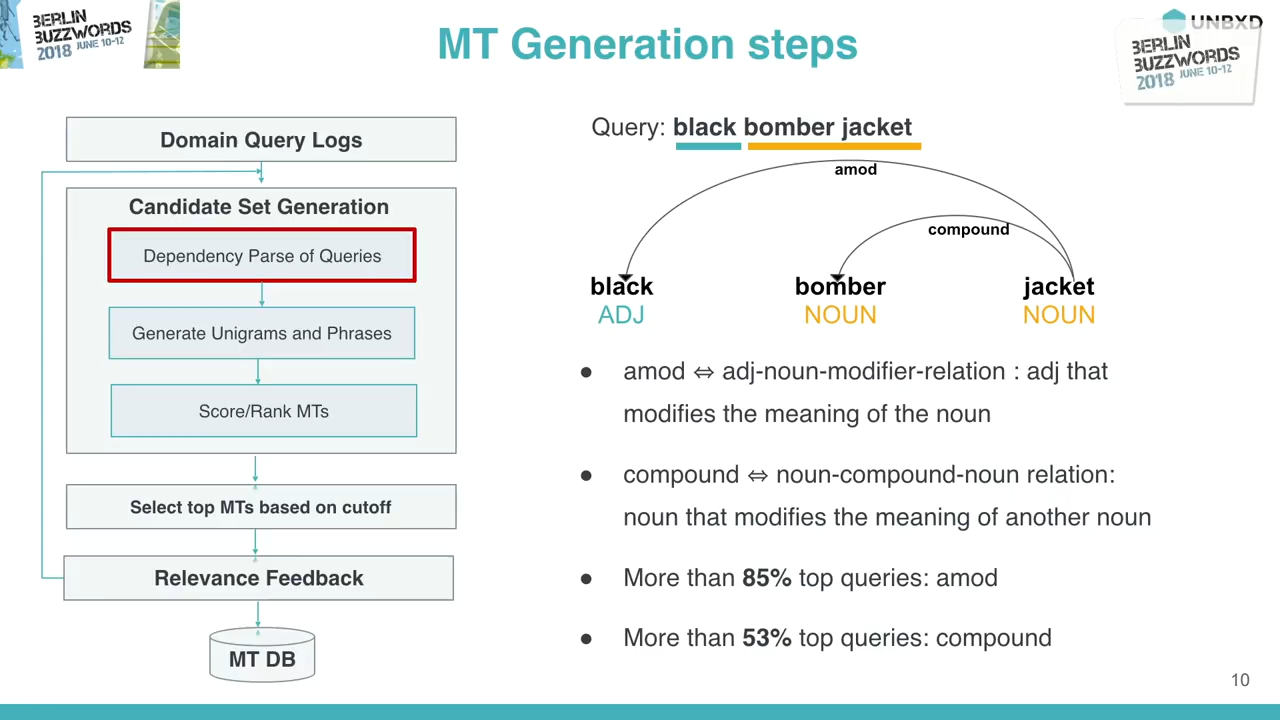 BERLIN
BUZZWORDS
2018 JUNE 10-12
MT Generation steps
UNBXD
BERLIN
BUZZWORDS
2018 JUNE 10-12
Domain Query Logs
Candidate Set Generation
Dependency Parse of Queries
Generate Unigrams and Phrases
Score/Rank MTs
Select top MTs based on cutoff
Relevance Feedback
MT DB
Query: black bomber jacket
amod
compound
black bomber jacket
ADJ NOUN NOUN
● amod ⇔ adj-noun-modifier-relation : adj that
modifies the meaning of the noun
● compound ⇔ noun-compound-noun relation:
noun that modifies the meaning of another noun
● More than 85% top queries: amod
● More than 53% top queries: compound
10